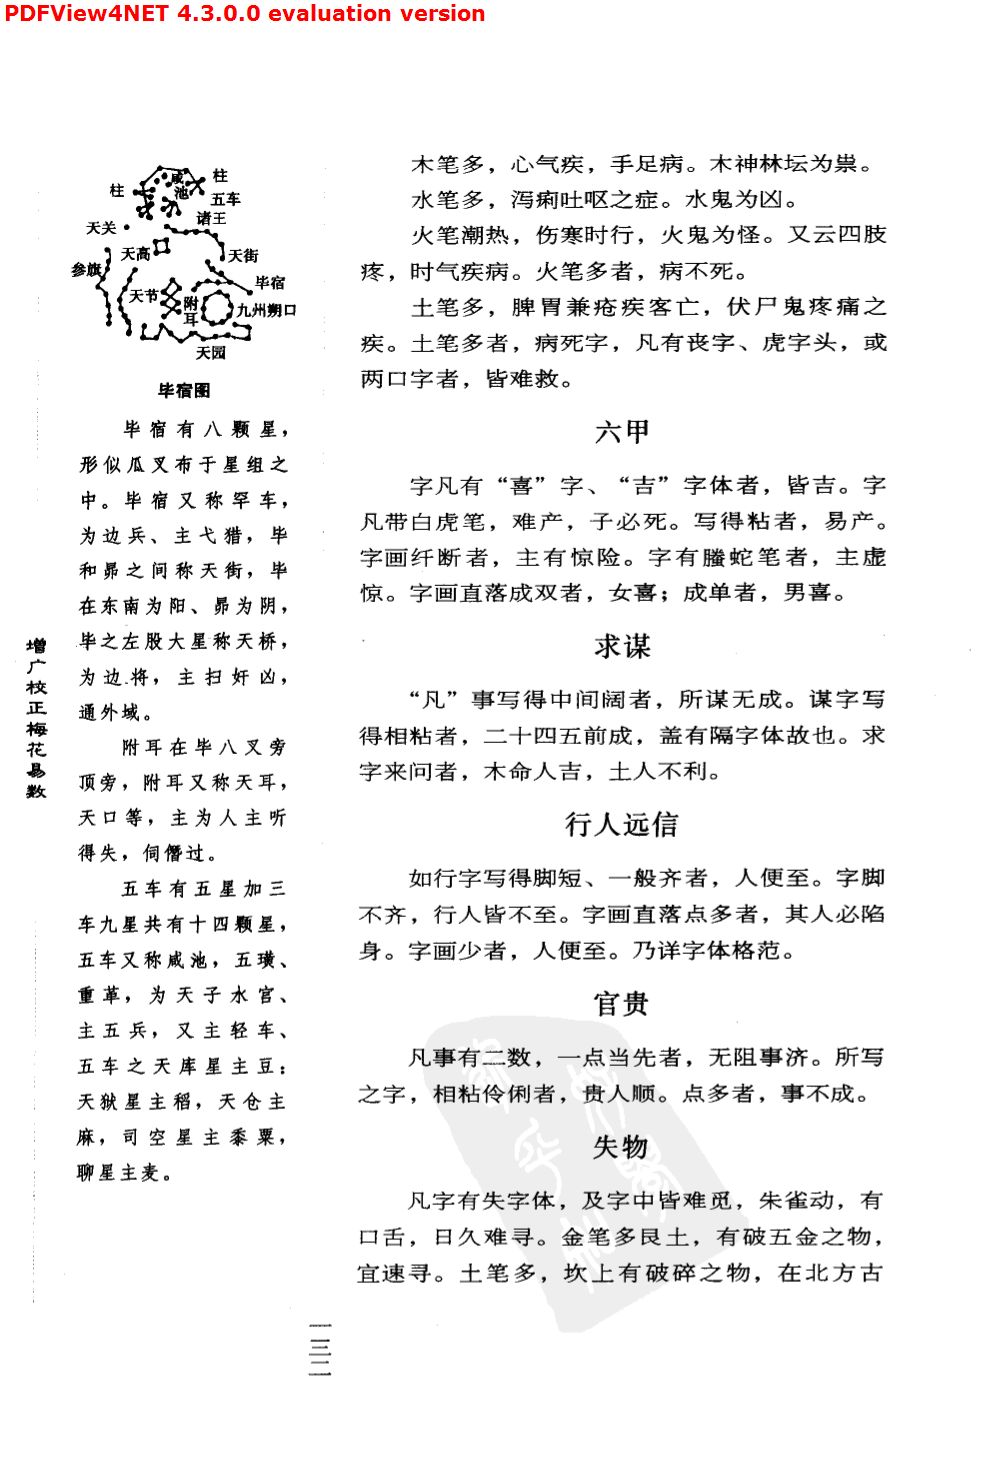 PDFView4NET 4.3.0.0 evaluation version
柱
咸池
柱
五车
诸王
天关
天高
天街
参旗
毕宿
天节
附耳
九州朔口
天园
毕宿图
毕宿有八颗星，
形似瓜叉布于星组之
中。毕宿又称罕车，
为边兵、主弋猎，毕
和昴之间称天街，毕
在东南为阳、昴为阴，
毕之左股大星称天桥，
为边将，主扫奸凶，
通外域。
附耳在毕八叉旁
顶旁，附耳又称天耳，
天口等，主为人主听
得失，伺僭过。
五车有五星加三
车九星共有十四颗星，
五车又称咸池，五璜、
重革，为天子水官、
主五兵，又主轻车、
五车之天库星主豆；
天狱星主稻，天仓主
麻，司空星主黍粟，
聊星主麦。
增广校正梅花易数
木笔多，心气疾，手足病。木神林坛为祟。
水笔多，泻痢吐呕之症。水鬼为凶。
火笔潮热，伤寒时行，火鬼为怪。又云四肢
疼，时气疾病。火笔多者，病不死。
土笔多，脾胃兼疮疾客亡，伏尸鬼疼痛之
疾。土笔多者，病死字，凡有丧字、虎字头，或
两口字者，皆难救。
六甲
字凡有“喜”字、“吉”字体者，皆吉。字
凡带白虎笔，难产，子必死。写得粘者，易产。
字画纤断者，主有惊险。字有螣蛇笔者，主虚
惊。字画直落成双者，女喜；成单者，男喜。
求谋
“凡”事写得中间阔者，所谋无成。谋字写
得相粘者，二十四五前成，盖有隔字体故也。求
字来问者，木命人吉，土人不利。
行人远信
如行字写得脚短、一般齐者，人便至。字脚
不齐，行人皆不至。字画直落点多者，其人必陷
身。字画少者，人便至。乃详字体格范。
官贵
凡事有二数，一点当先者，无阻事济。所写
之字，相粘伶俐者，贵人顺。点多者，事不成。
失物
凡字有失字体，及字中皆难觅，朱雀动，有
口舌，日久难寻。金笔多艮土，有破五金之物，
宜速寻。土笔多，坎上有破碎之物，在北方古
一三二